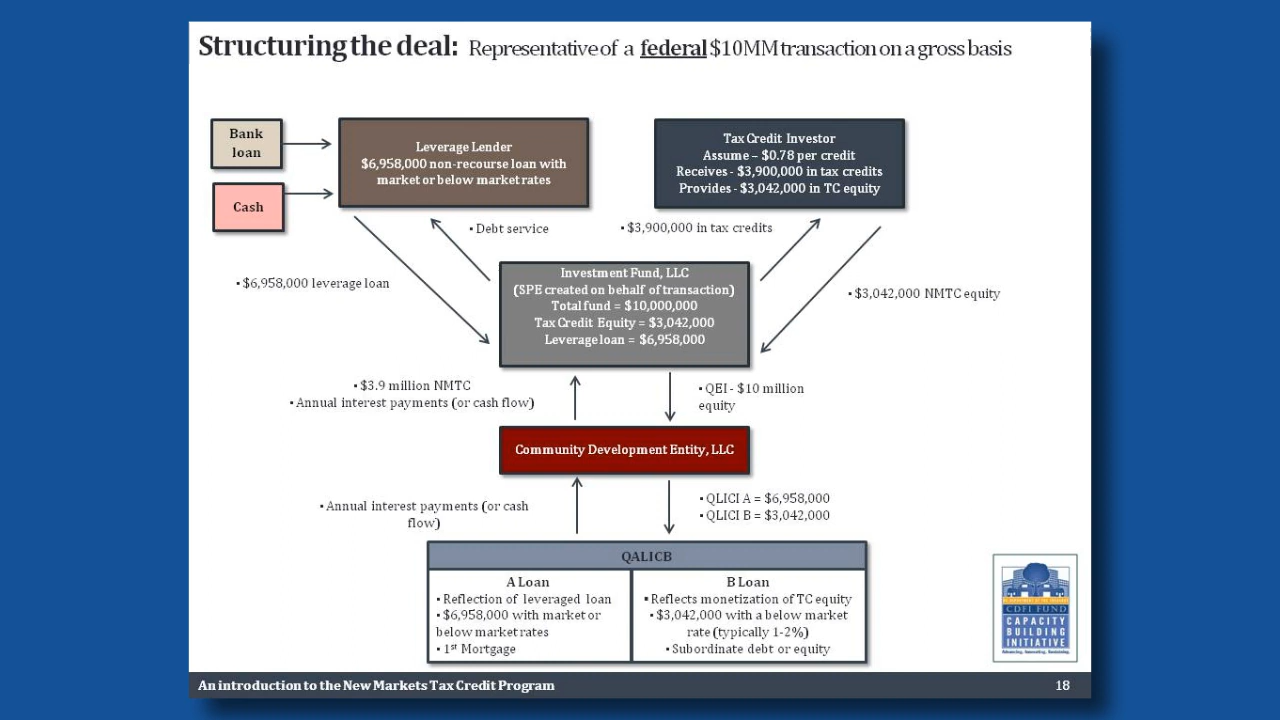 Structuring the deal: Representative of a federal $10MM transaction on a gross basis
Bank
loan
Cash
Leverage Lender
$6,958,000 non-recourse loan with
market or below market rates
Tax Credit Investor
Assume – $0.78 per credit
Receives - $3,900,000 in tax credits
Provides - $3,042,000 in TC equity
▪ Debt service
▪ $3,900,000 in tax credits
▪ $6,958,000 leverage loan
Investment Fund, LLC
(SPE created on behalf of transaction)
Total fund = $10,000,000
Tax Credit Equity = $3,042,000
Leverage loan = $6,958,000
▪ $3,042,000 NMTC equity
▪ $3.9 million NMTC
▪ Annual interest payments (or cash flow)
▪ QEI - $10 million
equity
Community Development Entity, LLC
▪ Annual interest payments (or cash
flow)
▪ QLICI A = $6,958,000
▪ QLICI B = $3,042,000
QALICB
A Loan
▪ Reflection of leveraged loan
▪ $6,958,000 with market or
below market rates
▪ 1st Mortgage
B Loan
▪ Reflects monetization of TC equity
▪ $3,042,000 with a below market
rate (typically 1-2%)
▪ Subordinate debt or equity
CDFI FUND
CAPACITY
BUILDING
INITIATIVE
An introduction to the New Markets Tax Credit Program
18